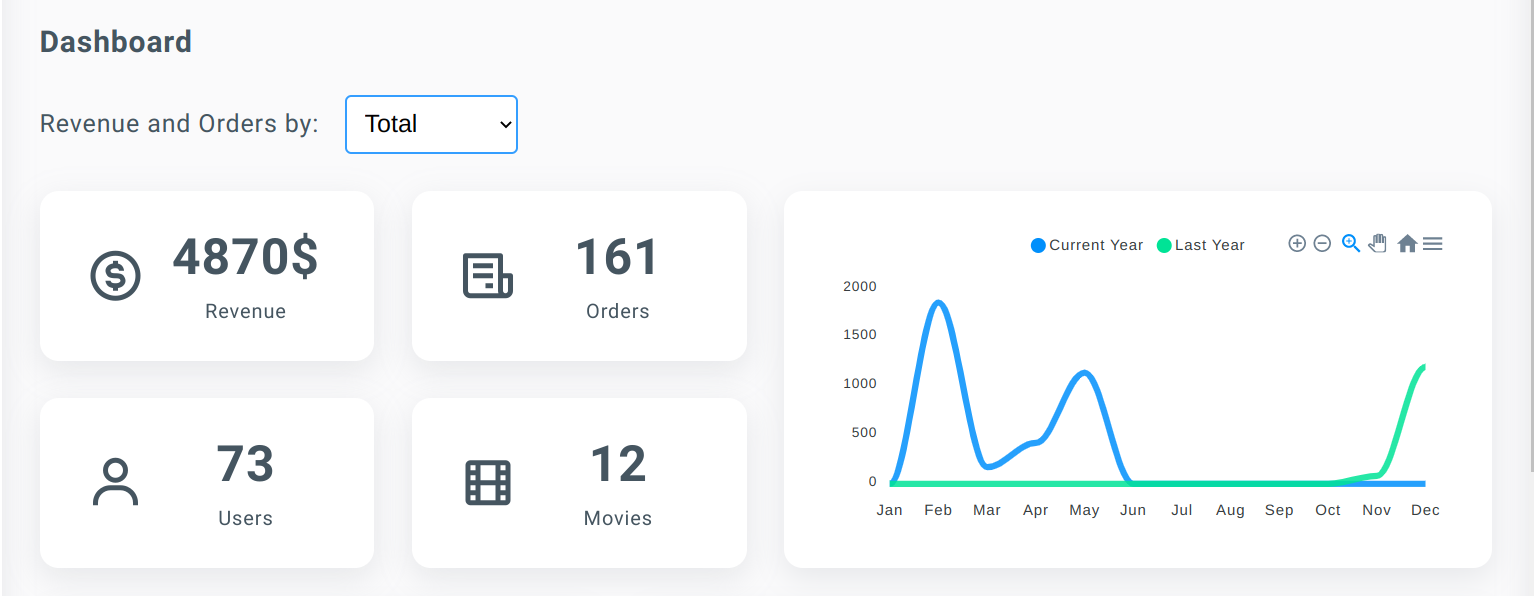 Dashboard
Revenue and Orders by: Total
4870$
Revenue
161
Orders
73
Users
12
Movies
Current Year Last Year
2000
1500
1000
500
0
Jan Feb Mar Apr May Jun Jul Aug Sep Oct Nov Dec